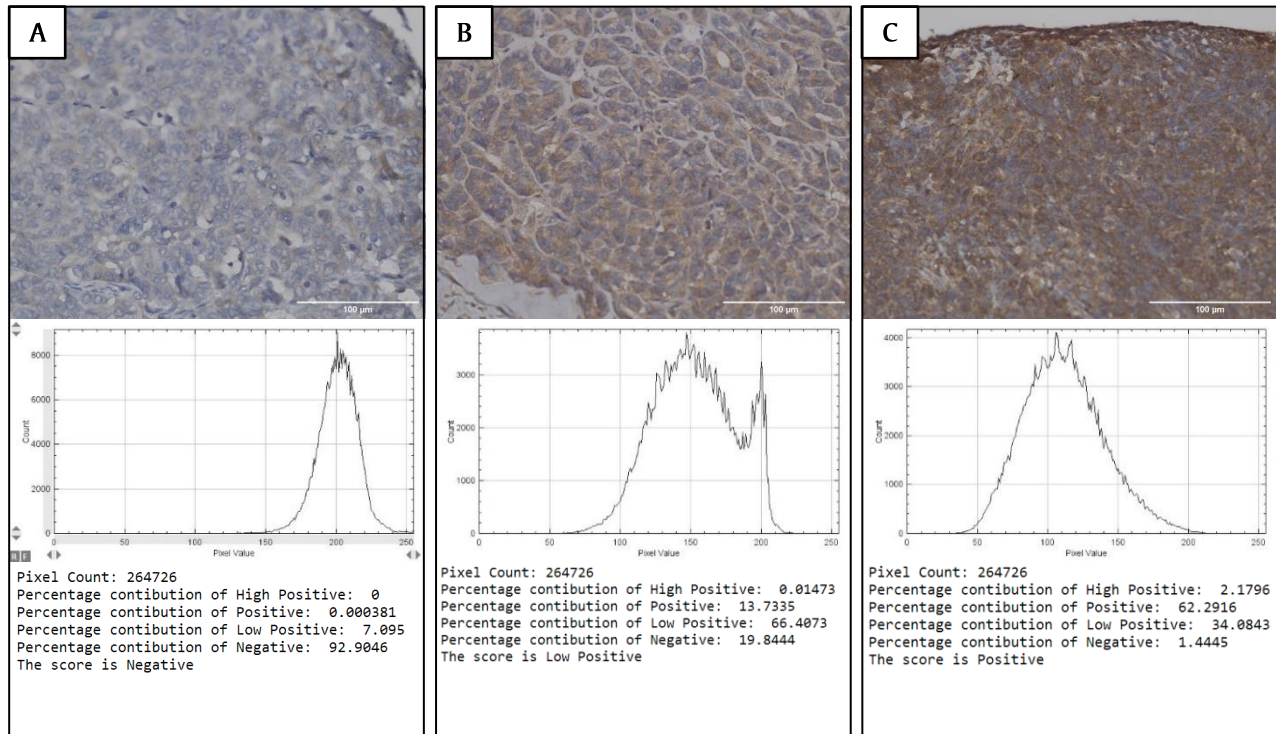 A
100 µm
8000
6000
4000
2000
0
Count
0
50
100
150
200
250
Pixel Value
R F
Pixel Count: 264726
Percentage contibution of High Positive:  0
Percentage contibution of Positive: 0.000381
Percentage contibution of Low Positive:  7.095
Percentage contibution of Negative: 92.9046
The score is Negative
B
100 µm
3000
2000
1000
0
Count
0
50
100
150
200
250
Pixel Value
Pixel Count: 264726
Percentage contibution of High Positive:  0.01473
Percentage contibution of Positive: 13.7335
Percentage contibution of Low Positive:  66.4073
Percentage contibution of Negative: 19.8444
The score is Low Positive
C
100 µm
4000
3000
2000
1000
0
Count
0
50
100
150
200
250
Pixel Value
Pixel Count: 264726
Percentage contibution of High Positive:  2.1796
Percentage contibution of Positive: 62.2916
Percentage contibution of Low Positive:  34.0843
Percentage contibution of Negative: 1.4445
The score is Positive